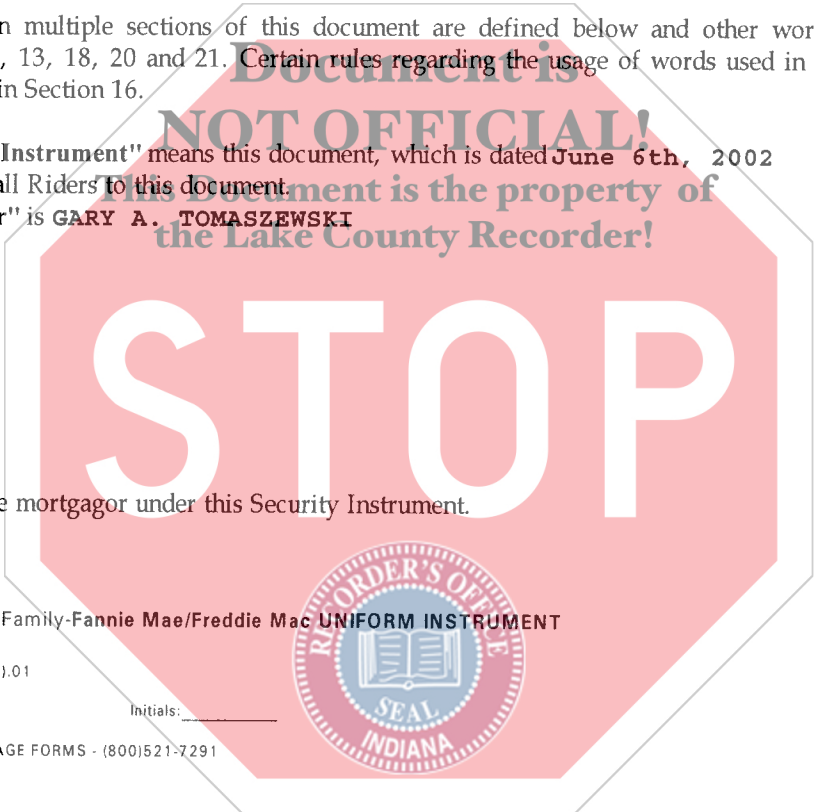 n multiple sections of this document are defined below and other wor
, 13, 18, 20 and 21. Certain rules regarding the usage of words used in
in Section 16.
Document is
NOT OFFICIAL!
Instrument" means this document, which is dated June 6th, 2002
all Riders to this document.
This Document is the property of
r" is GARY A. TOMASZEWSKI
the Lake County Recorder!
STOP
e mortgagor under this Security Instrument.
RECORDER'S OFFICE
SEAL
INDIANA
Family-Fannie Mae/Freddie Mac UNIFORM INSTRUMENT
).01
Initials:
AGE FORMS - (800)521-7291